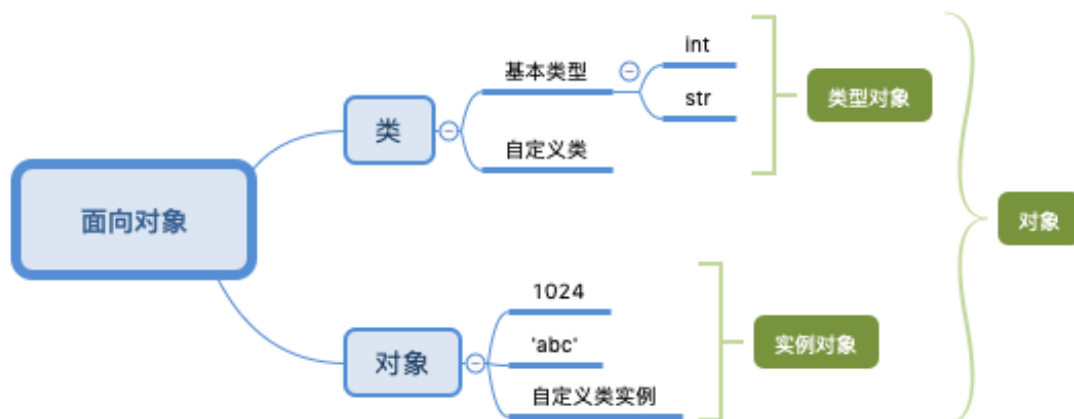 面向对象
类
基本类型
int
str
自定义类
类型对象
对象
1024
'abc'
自定义类实例
实例对象
对象